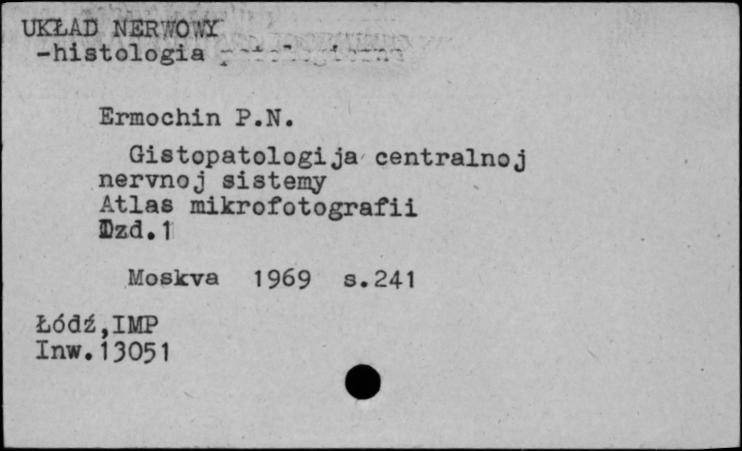 UKŁAD NERWOWY
-histologia
Ermochin P.N.
Gistopatologija centralnoj
nervnoj sistemy
Atlas mikrofotografii
Izd.1
Moskva 1969 s.241
Łódź,IMP
Inw.13051